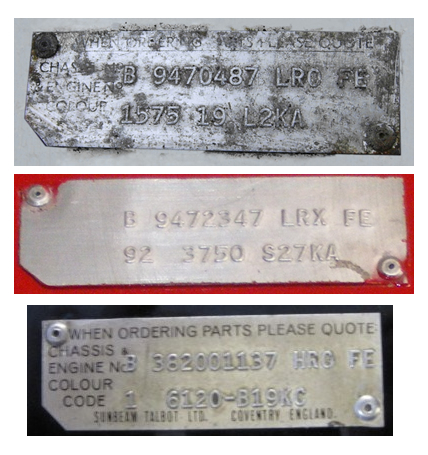 WHEN ORDERING PARTS PLEASE QUOTE
CHASSIS
& ENGINE No B 9470487 LRO FE
COLOUR 1575 19 L2KA
B 9472347 LRX FE
92 3750 S27KA
WHEN ORDERING PARTS PLEASE QUOTE
CHASSIS &
ENGINE No B 382001137 HRO FE
COLOUR
CODE 1 6120-B19KC
SUNBEAM TALBOT LTD. COVENTRY ENGLAND.